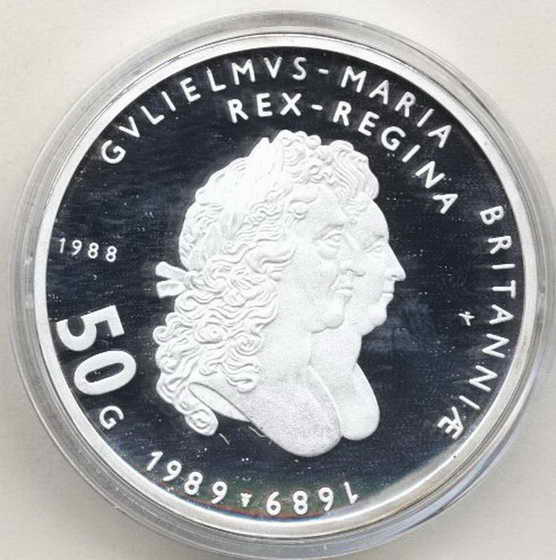 GVLIELMVS-MARIA BRITANNIÆ
REX-REGINA
1988
50 G
1989 1689